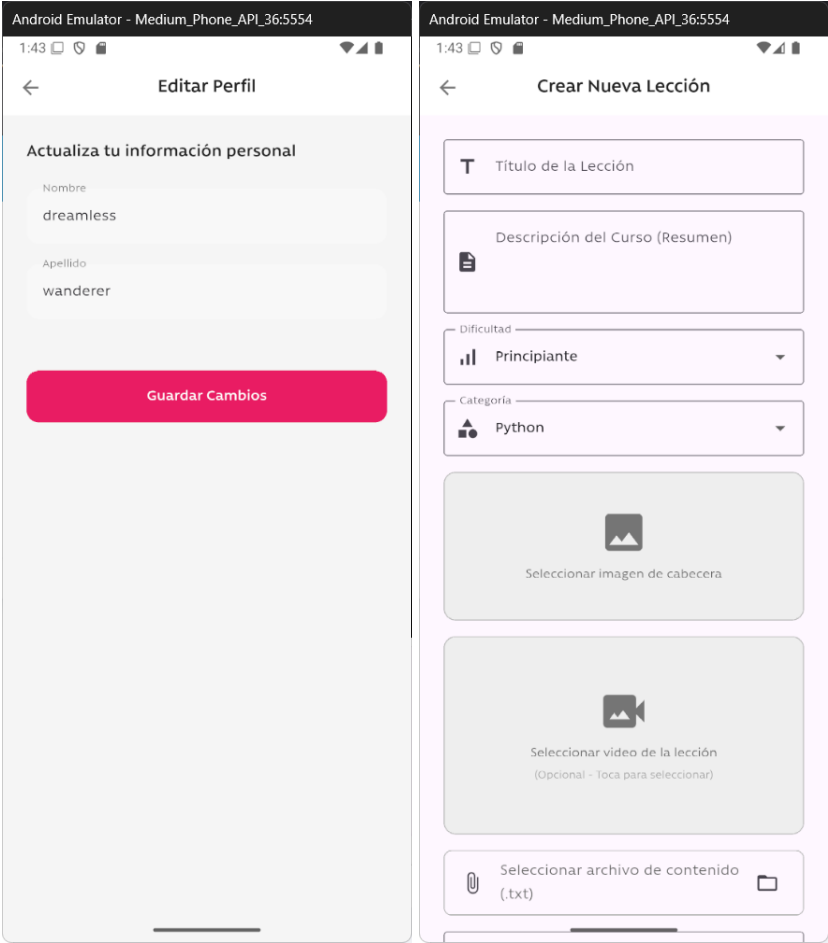 Android Emulator - Medium_Phone_API_36:5554
1:43
Editar Perfil
Actualiza tu información personal
Nombre
dreamless
Apellido
wanderer
Guardar Cambios
Android Emulator - Medium_Phone_API_36:5554
1:43
Crear Nueva Lección
Título de la Lección
Descripción del Curso (Resumen)
Dificultad
Principiante
Categoría
Python
Seleccionar imagen de cabecera
Seleccionar video de la lección
(Opcional - Toca para seleccionar)
Seleccionar archivo de contenido
(.txt)